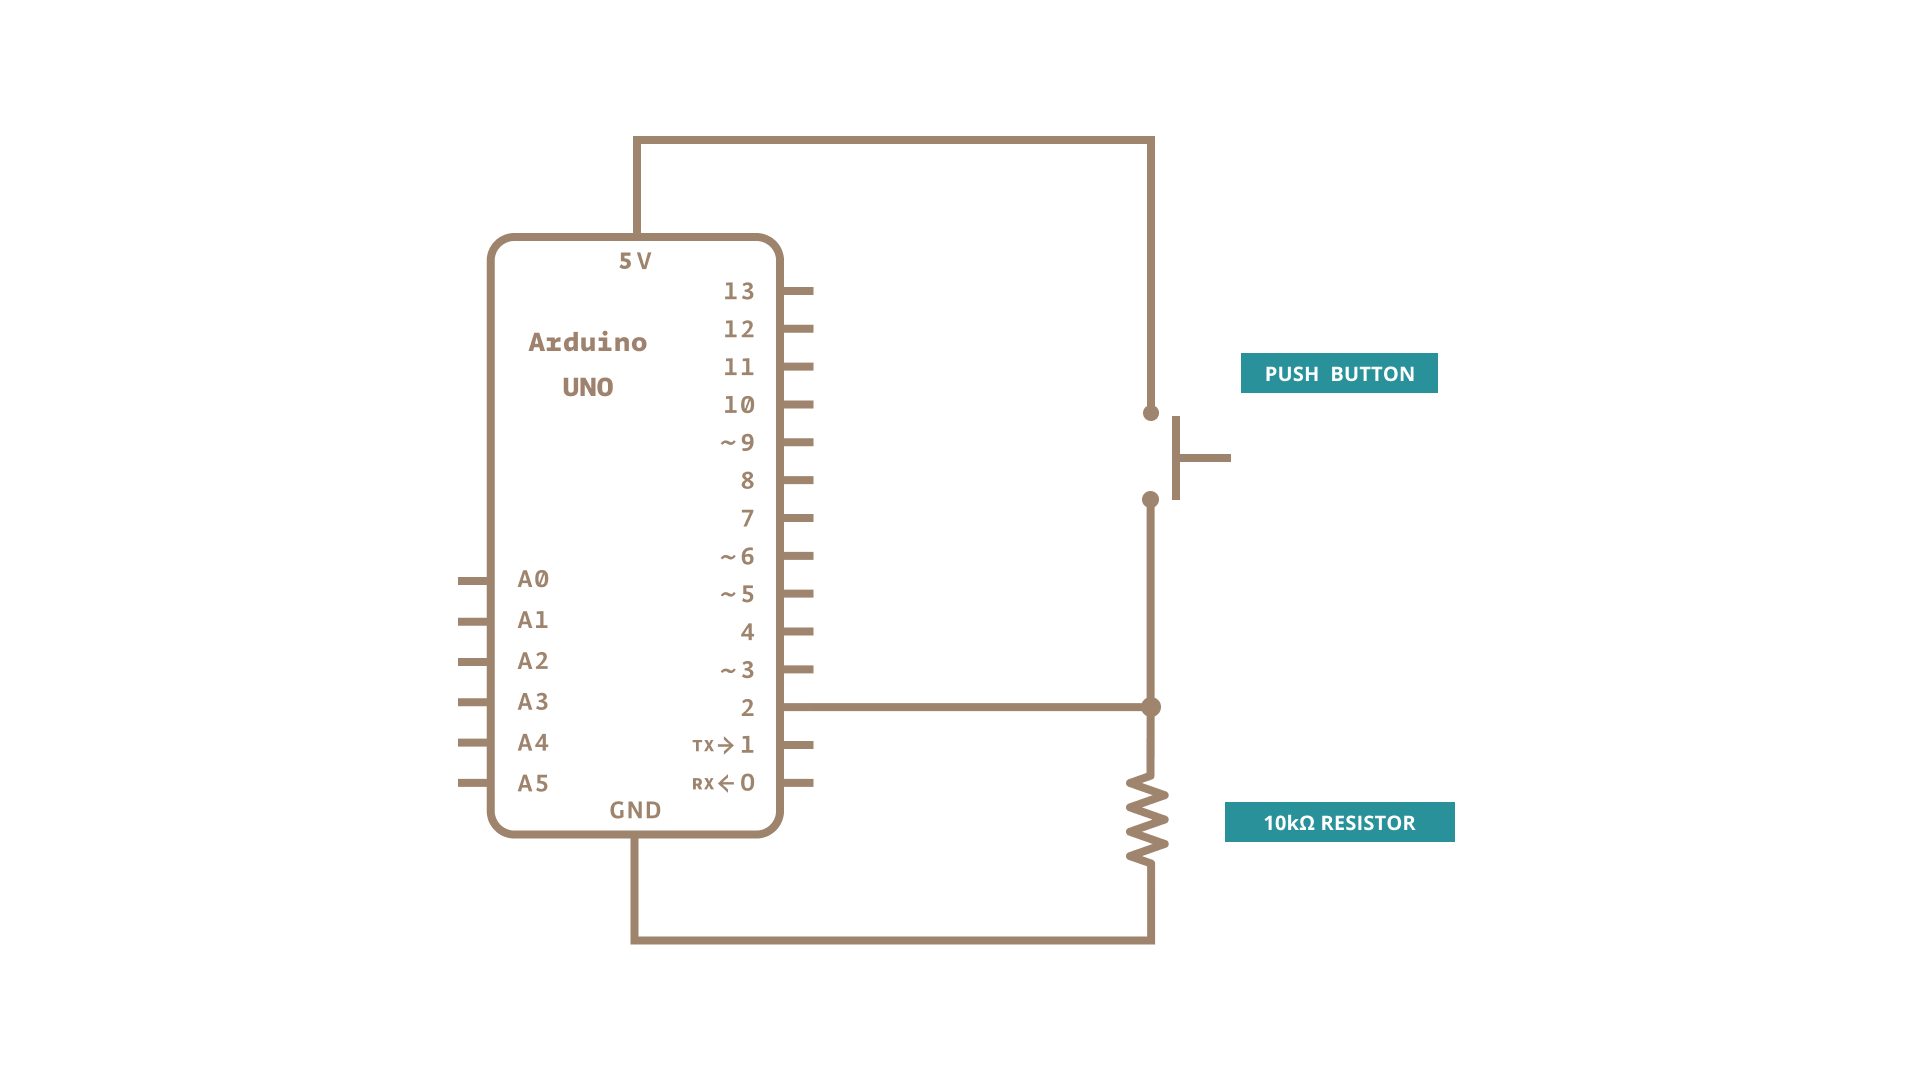 5V
13
12
Arduino
11
UNO
10
~9
8
7
~6
~5
4
~3
2
TX→1
RX←0
A0
A1
A2
A3
A4
A5
GND
PUSH BUTTON
10kΩ RESISTOR